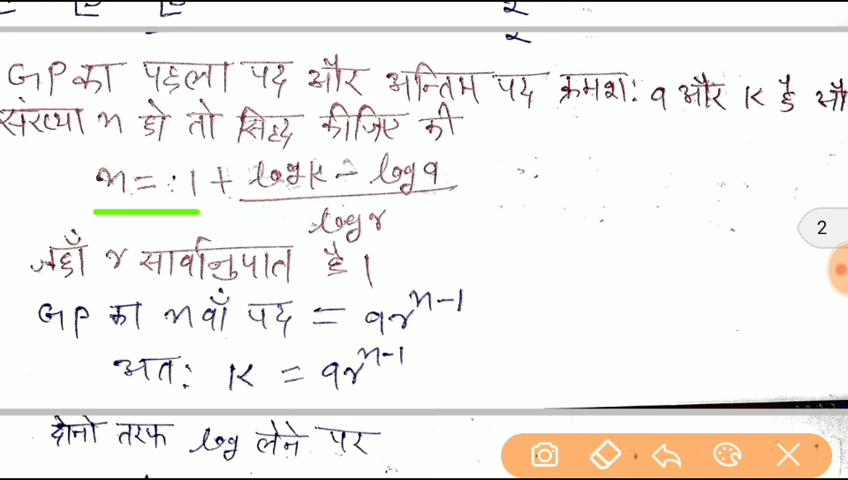 GP का पहला पद और अन्तिम पद क्रमश: a और K है और
संख्या n हो तो सिद्ध कीजिए की
n = 1 + (log K - log a) / log r
जहाँ r सार्वानुपात है।
GP का n वाँ पद = ar^(n-1)
अत: K = ar^(n-1)
दोनो तरफ log लेने पर
2